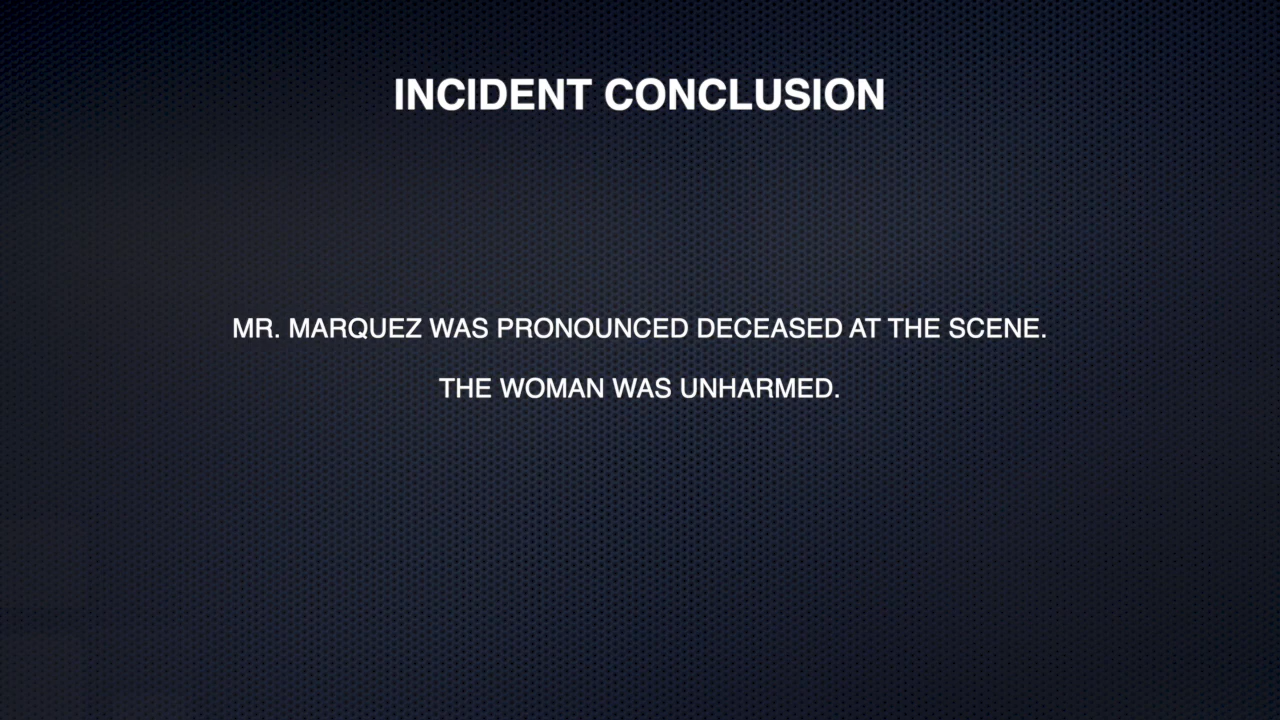 INCIDENT CONCLUSION
MR. MARQUEZ WAS PRONOUNCED DECEASED AT THE SCENE.
THE WOMAN WAS UNHARMED.